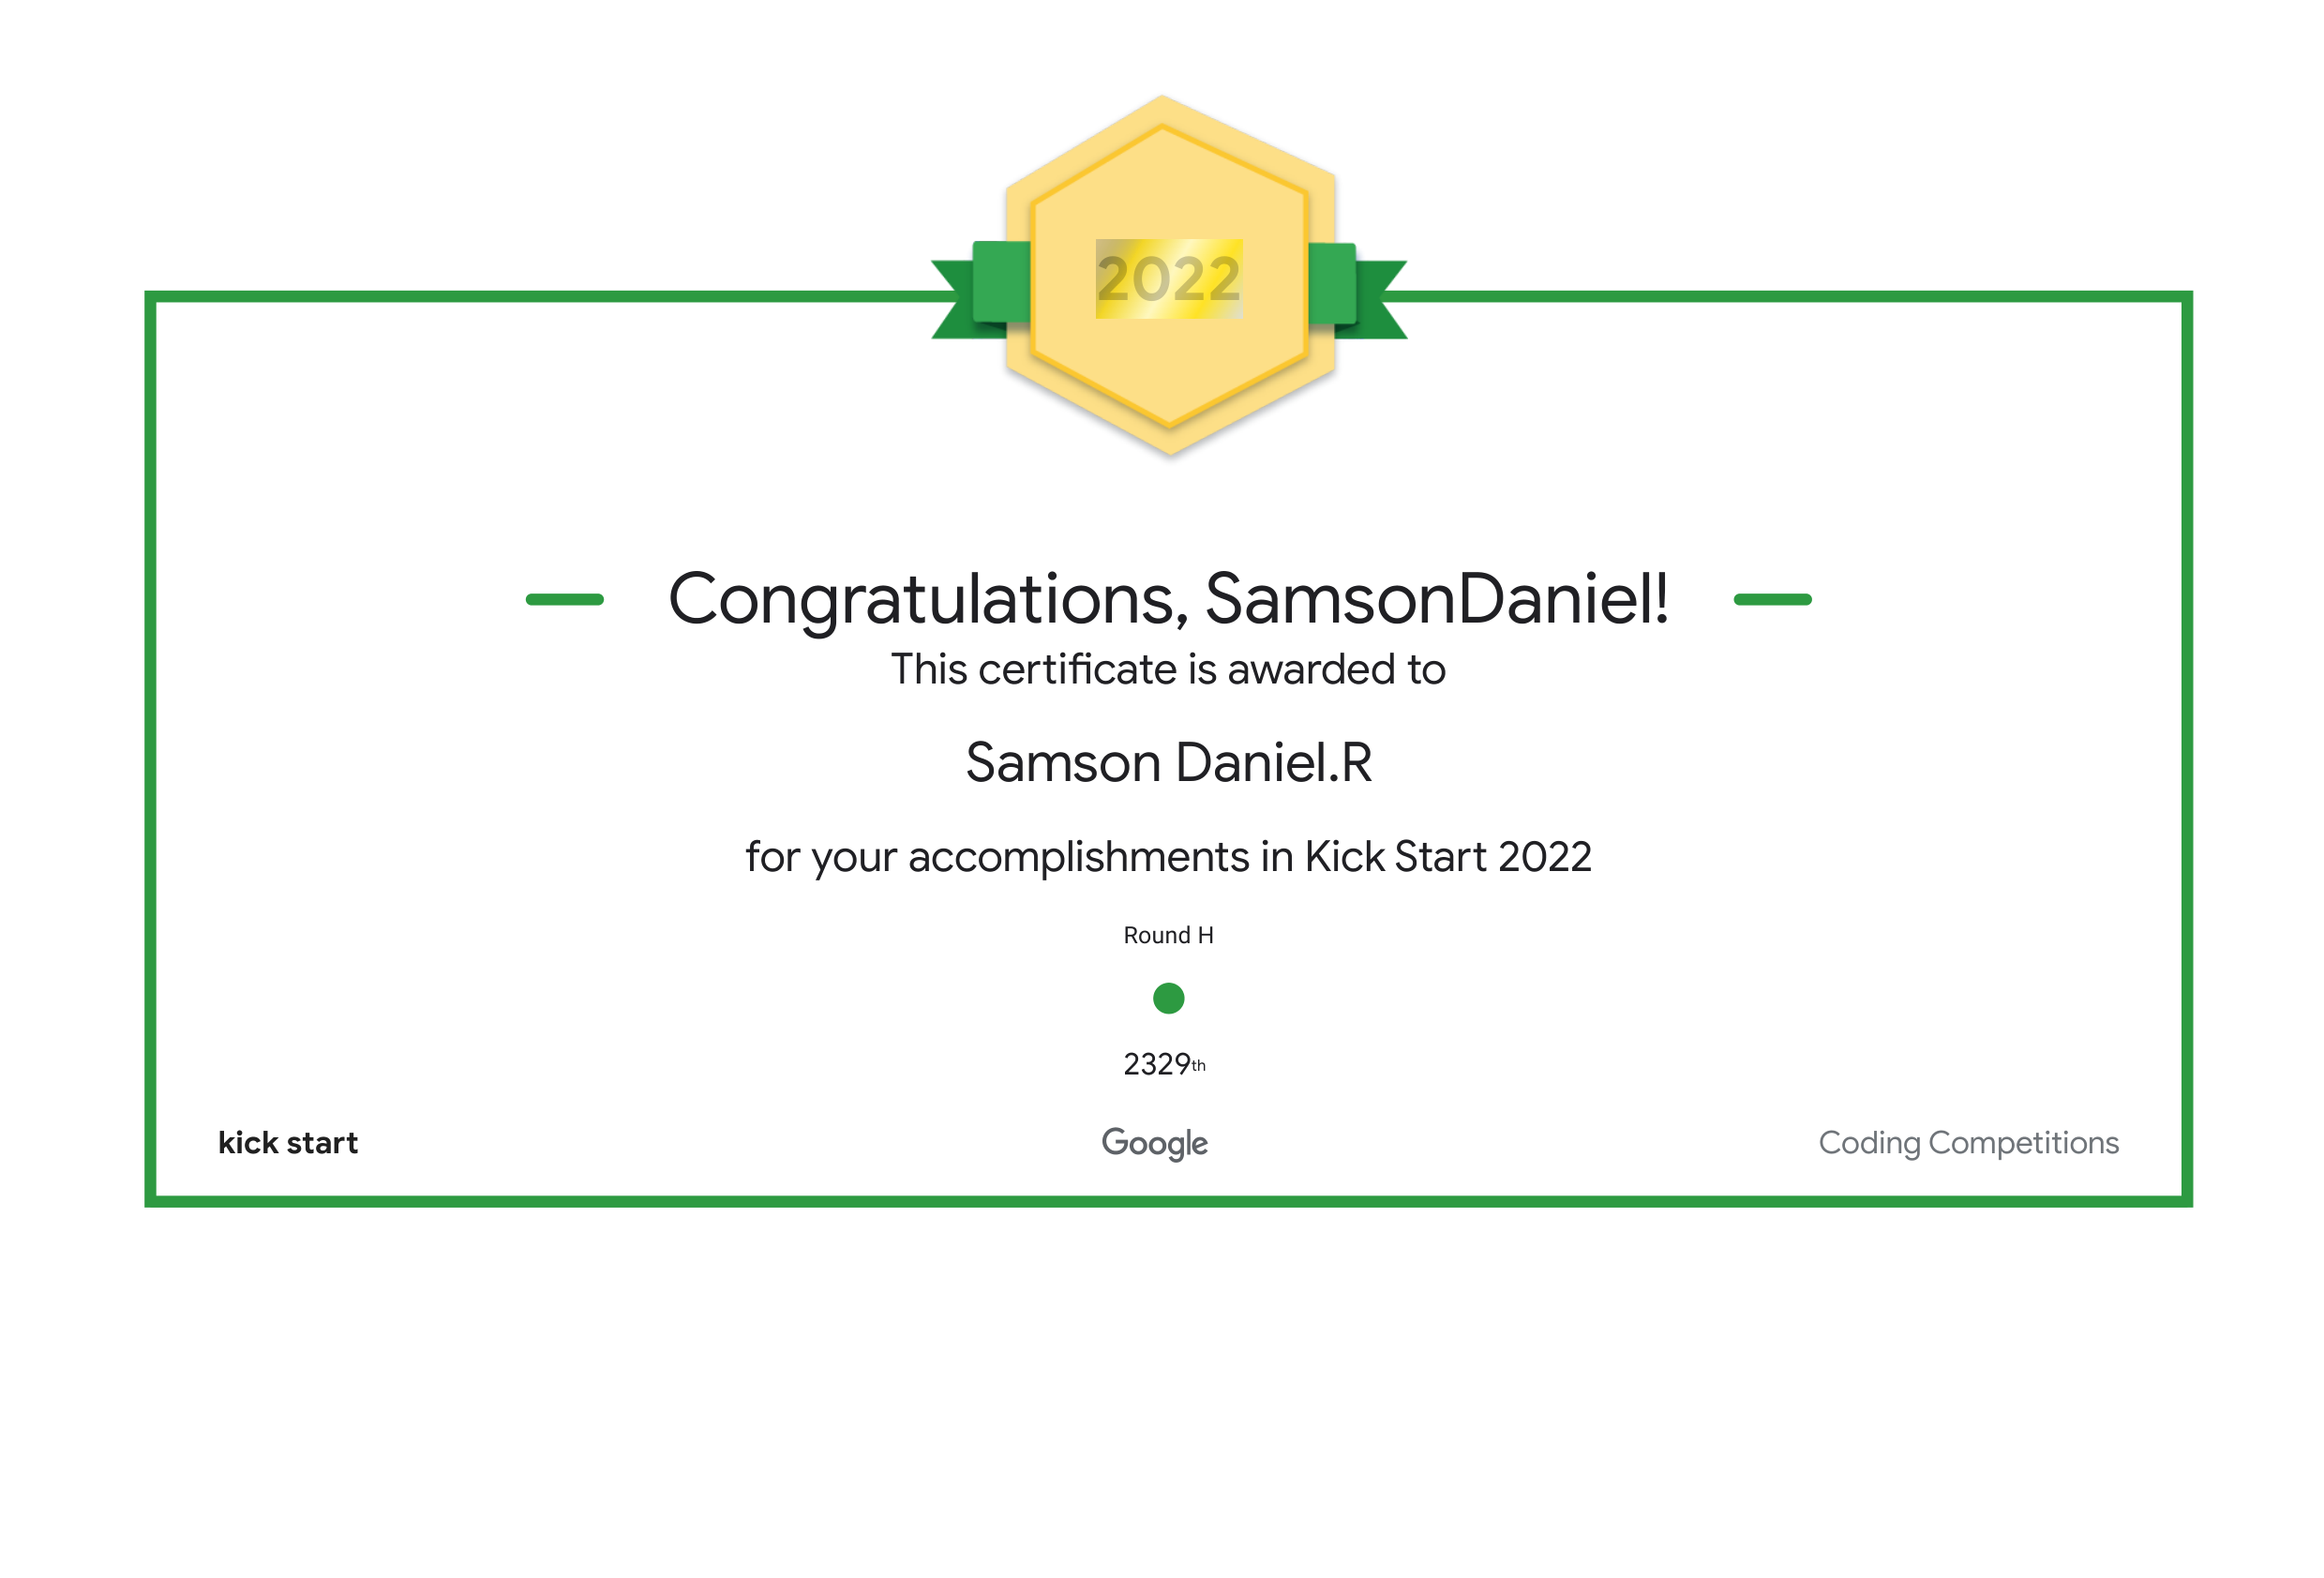 2022
Congratulations, SamsonDaniel!
This certificate is awarded to
Samson Daniel.R
for your accomplishments in Kick Start 2022
Round H
2329th
kick start
Google
Coding Competitions